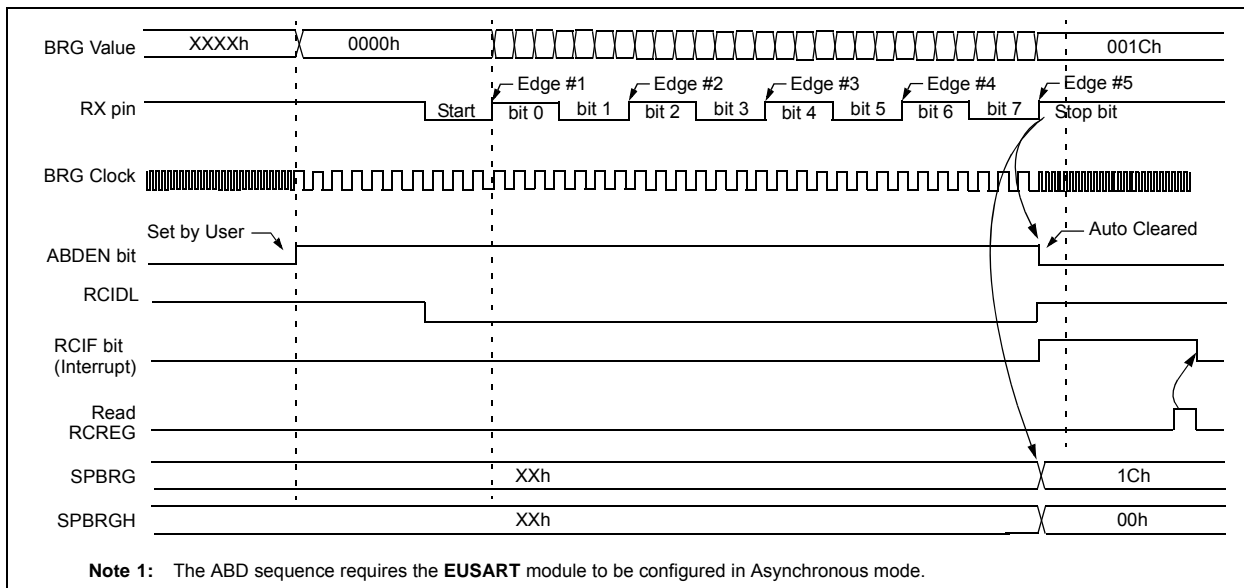 BRG Value XXXXh 0000h 001Ch
Edge #1 Edge #2 Edge #3 Edge #4 Edge #5
RX pin Start bit 0 bit 1 bit 2 bit 3 bit 4 bit 5 bit 6 bit 7 Stop bit
BRG Clock
Set by User Auto Cleared
ABDEN bit
RCIDL
RCIF bit
(Interrupt)
Read
RCREG
SPBRG XXh 1Ch
SPBRGH XXh 00h
Note 1: The ABD sequence requires the EUSART module to be configured in Asynchronous mode.